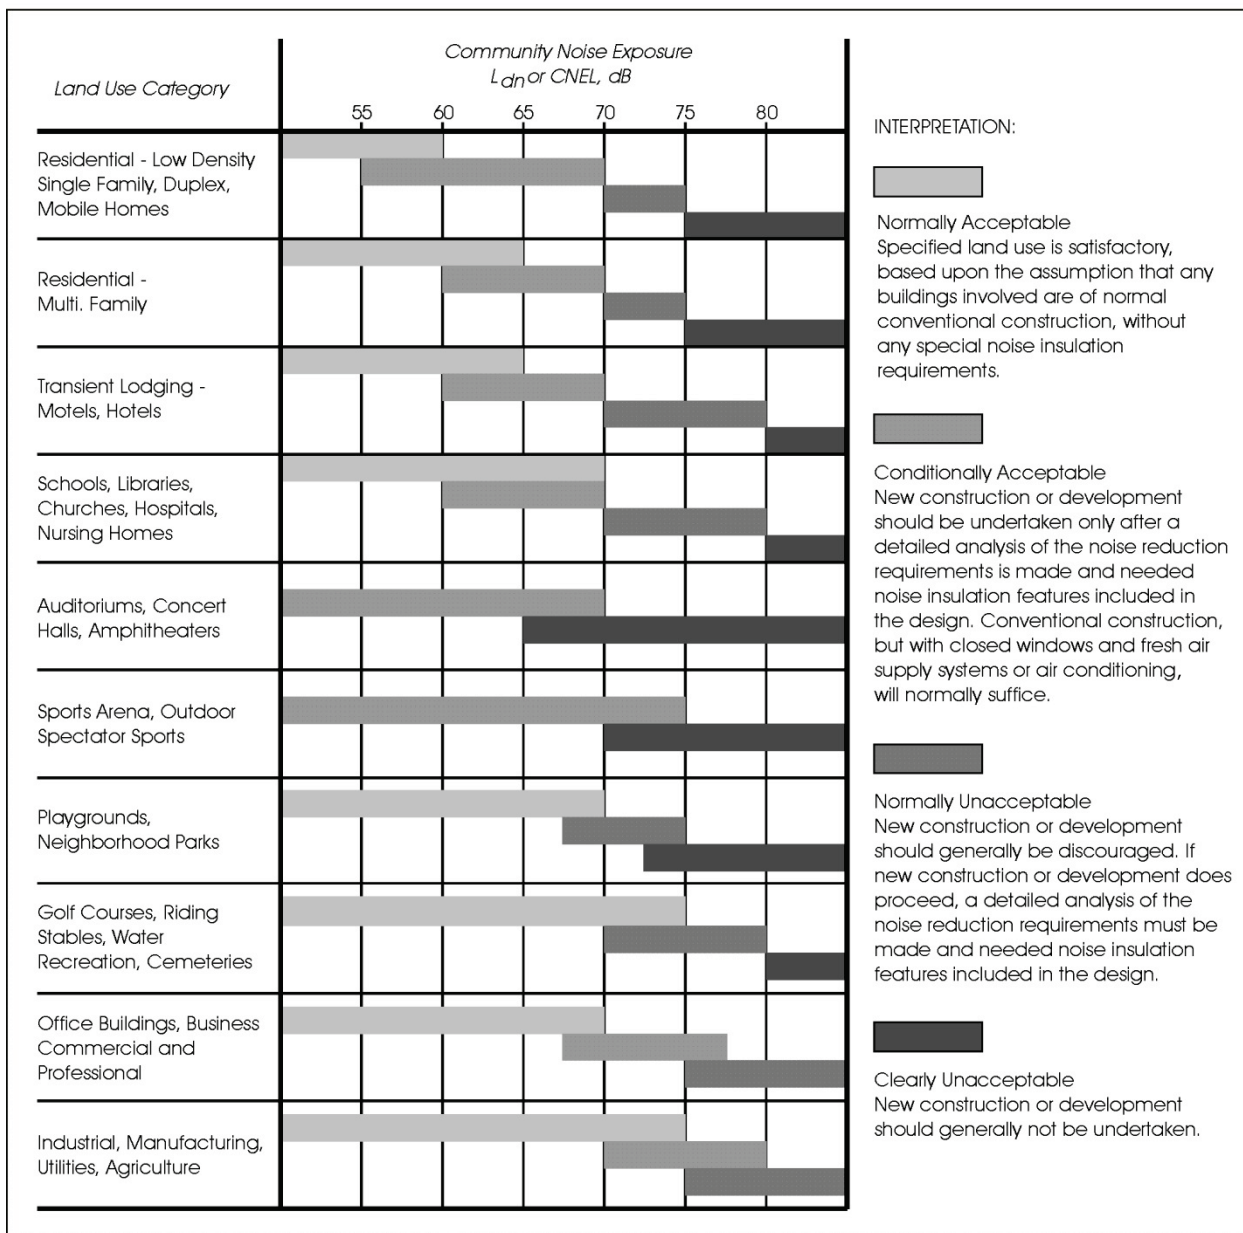 Land Use Category
Community Noise Exposure
Ldn or CNEL, dB
55 60 65 70 75 80
Residential - Low Density
Single Family, Duplex,
Mobile Homes
Residential -
Multi. Family
Transient Lodging -
Motels, Hotels
Schools, Libraries,
Churches, Hospitals,
Nursing Homes
Auditoriums, Concert
Halls, Amphitheaters
Sports Arena, Outdoor
Spectator Sports
Playgrounds,
Neighborhood Parks
Golf Courses, Riding
Stables, Water
Recreation, Cemeteries
Office Buildings, Business
Commercial and
Professional
Industrial, Manufacturing,
Utilities, Agriculture
INTERPRETATION:
Normally Acceptable
Specified land use is satisfactory,
based upon the assumption that any
buildings involved are of normal
conventional construction, without
any special noise insulation
requirements.
Conditionally Acceptable
New construction or development
should be undertaken only after a
detailed analysis of the noise reduction
requirements is made and needed
noise insulation features included in
the design. Conventional construction,
but with closed windows and fresh air
supply systems or air conditioning,
will normally suffice.
Normally Unacceptable
New construction or development
should generally be discouraged. If
new construction or development does
proceed, a detailed analysis of the
noise reduction requirements must be
made and needed noise insulation
features included in the design.
Clearly Unacceptable
New construction or development
should generally not be undertaken.